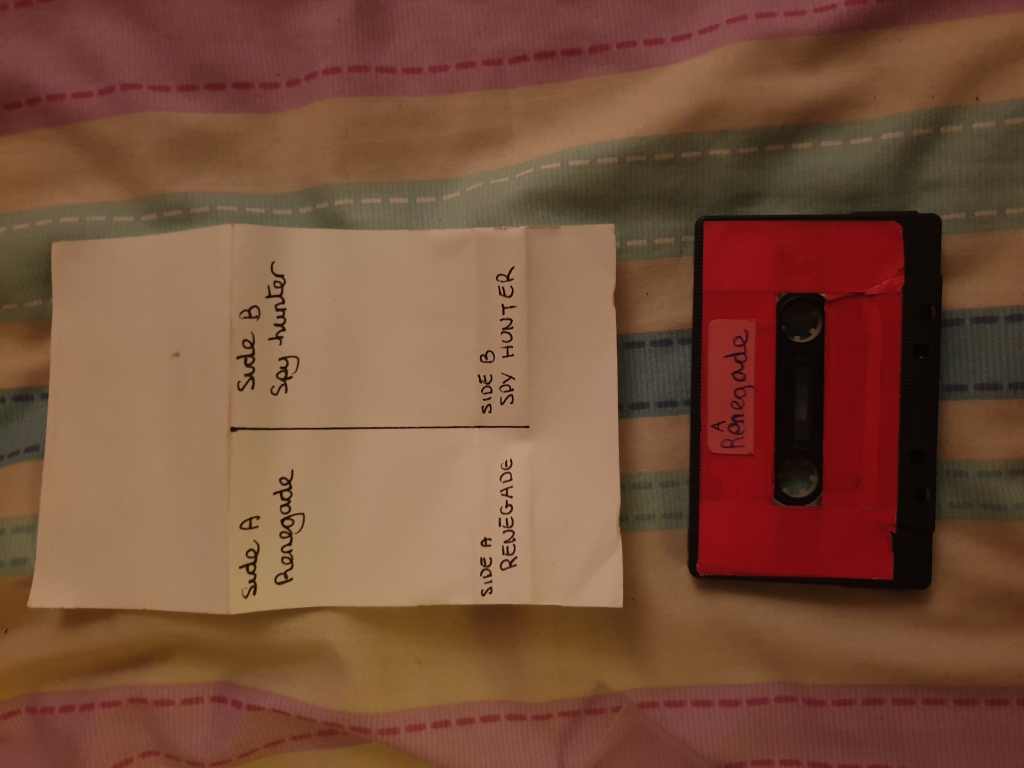 Side A
Renegade
Side B
Spy hunter
SIDE A
RENEGADE
SIDE B
SPY HUNTER
A
Renegade